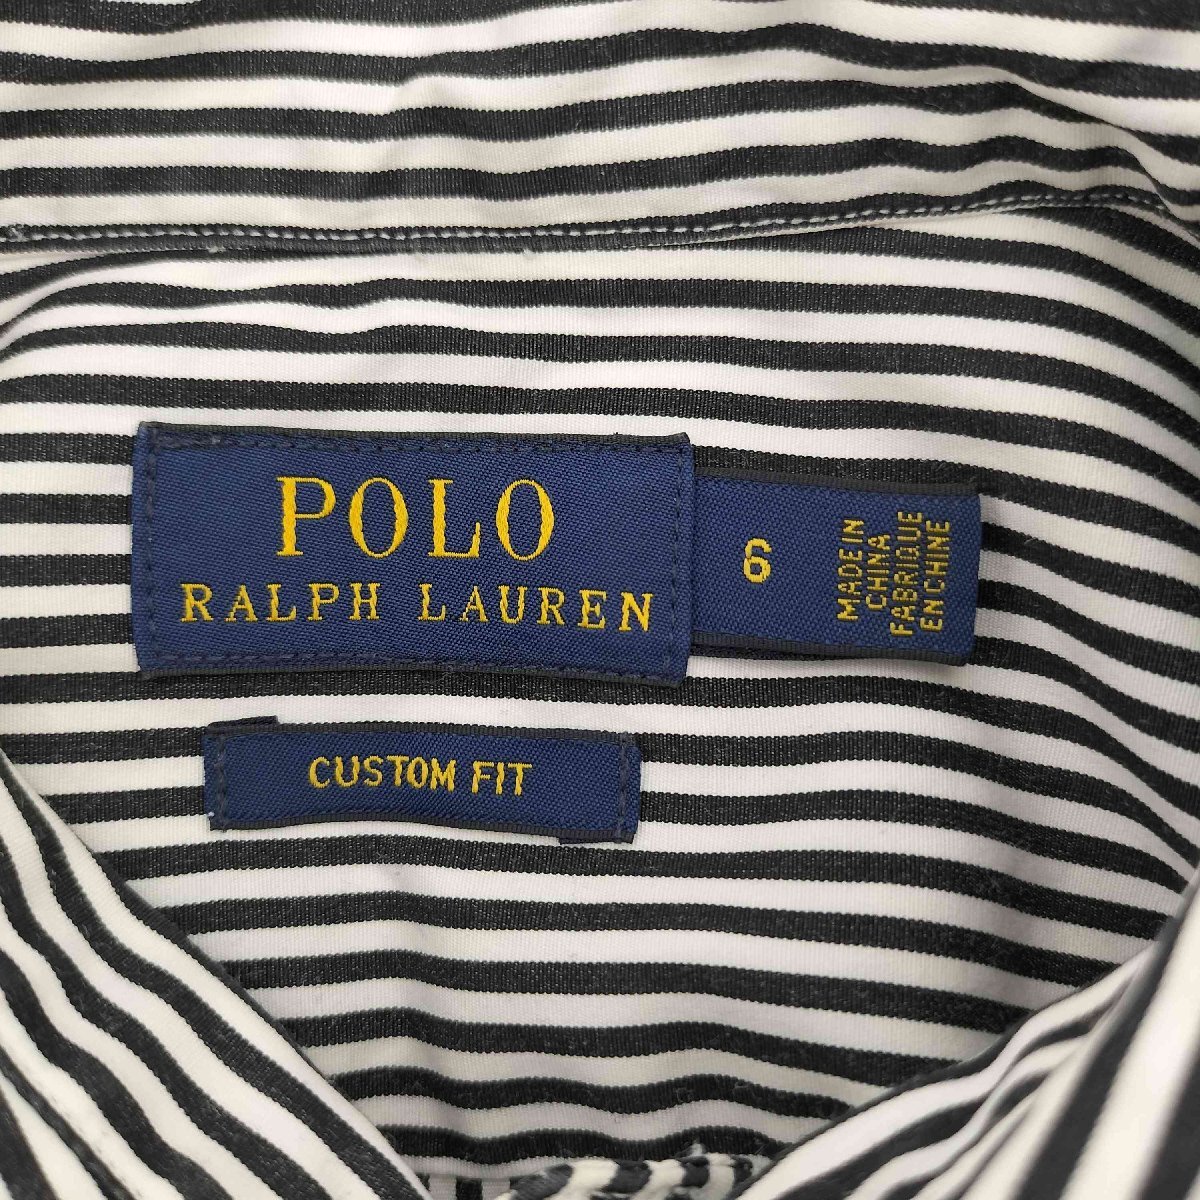 POLO
RALPH LAUREN
6
MADE IN
CHINA
FABRIQUE
EN CHINE
CUSTOM FIT